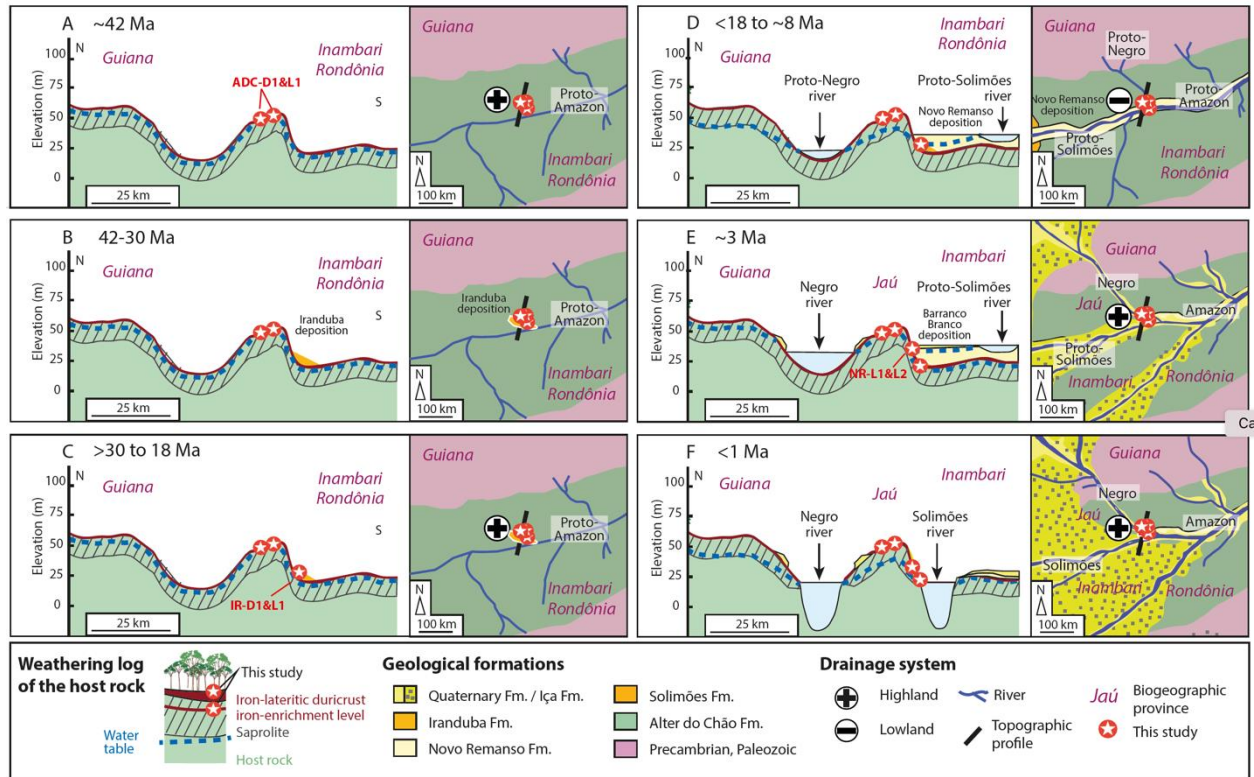 A ~42 Ma
N
Guiana
Inambari
Rondônia
S
ADC-D1&L1
Elevation (m)
100
75
50
25
0
25 km
Guiana
Proto-
Amazon
Inambari
Rondônia
N
100 km
B 42-30 Ma
N
Guiana
Inambari
Rondônia
S
Iranduba
deposition
Elevation (m)
100
75
50
25
0
25 km
Guiana
Iranduba
deposition
Proto-
Amazon
Inambari
Rondônia
N
100 km
C >30 to 18 Ma
N
Guiana
Inambari
Rondônia
S
IR-D1&L1
Elevation (m)
100
75
50
25
0
25 km
Guiana
Proto-
Amazon
Inambari
Rondônia
N
100 km
D <18 to ~8 Ma
N
Guiana
Inambari
Rondônia
Proto-Negro
river
Proto-Solimões
river
Novo Remanso
deposition
Elevation (m)
100
75
50
25
0
25 km
Guiana
Proto-
Negro
Novo Remanso
deposition
Proto-
Amazon
Proto-
Solimões
Inambari
Rondônia
N
100 km
E ~3 Ma
N
Guiana
Inambari
Rondônia
Negro
river
Jaú
Proto-Solimões
river
Barranco
Branco
deposition
NR-L1&L2
Elevation (m)
100
75
50
25
0
25 km
Guiana
Negro
Jaú
Amazon
Proto-
Solimões
Inambari
Rondônia
N
100 km
Ca
F <1 Ma
N
Guiana
Inambari
Jaú
Negro
river
Solimões
river
Elevation (m)
100
75
50
25
0
25 km
Guiana
Negro
Jaú
Amazon
Solimões
Inambari
Rondônia
N
100 km
Weathering log
of the host rock
This study
Iron-lateritic duricrust
iron-enrichment level
Saprolite
Water
table
Host rock
Geological formations
Quaternary Fm. / Iça Fm.
Iranduba Fm.
Novo Remanso Fm.
Solimões Fm.
Alter do Chão Fm.
Precambrian, Paleozoic
Drainage system
Highland
Lowland
River
Topographic
profile
Jaú
Biogeographic
province
This study